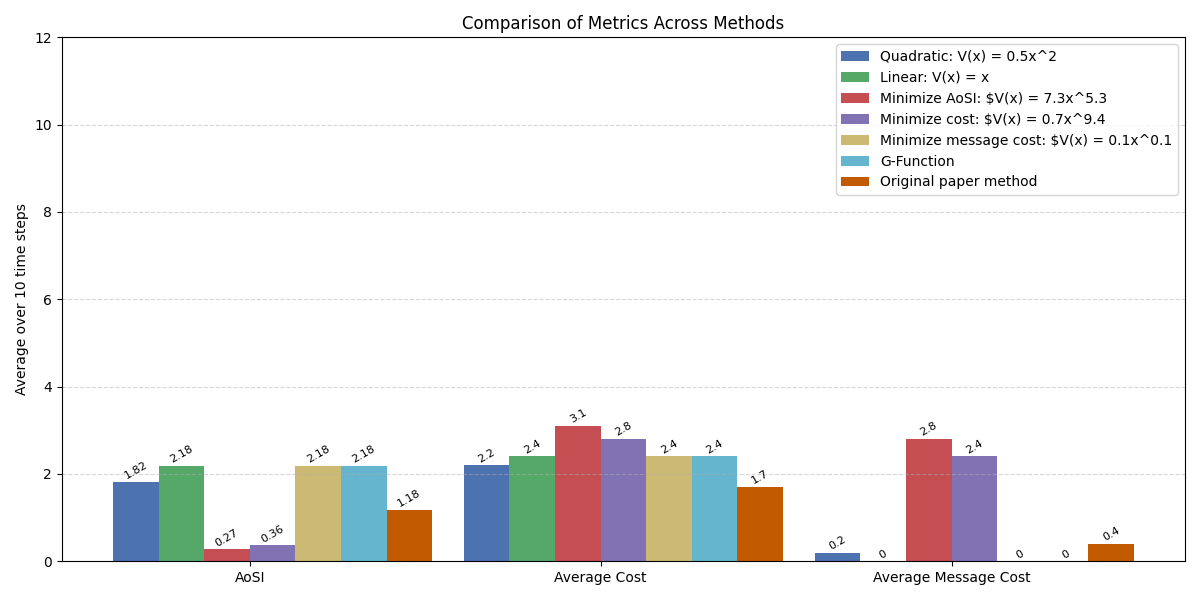 Comparison of Metrics Across Methods
Average over 10 time steps
12
10
8
6
4
2
0
Quadratic: V(x) = 0.5x^2
Linear: V(x) = x
Minimize AoSI: $V(x) = 7.3x^5.3
Minimize cost: $V(x) = 0.7x^9.4
Minimize message cost: $V(x) = 0.1x^0.1
G-Function
Original paper method
1.82
2.18
0.27
0.36
2.18
2.18
1.18
2.2
2.4
3.1
2.8
2.4
2.4
1.7
0.2
0
2.8
2.4
0
0
0.4
AoSI
Average Cost
Average Message Cost